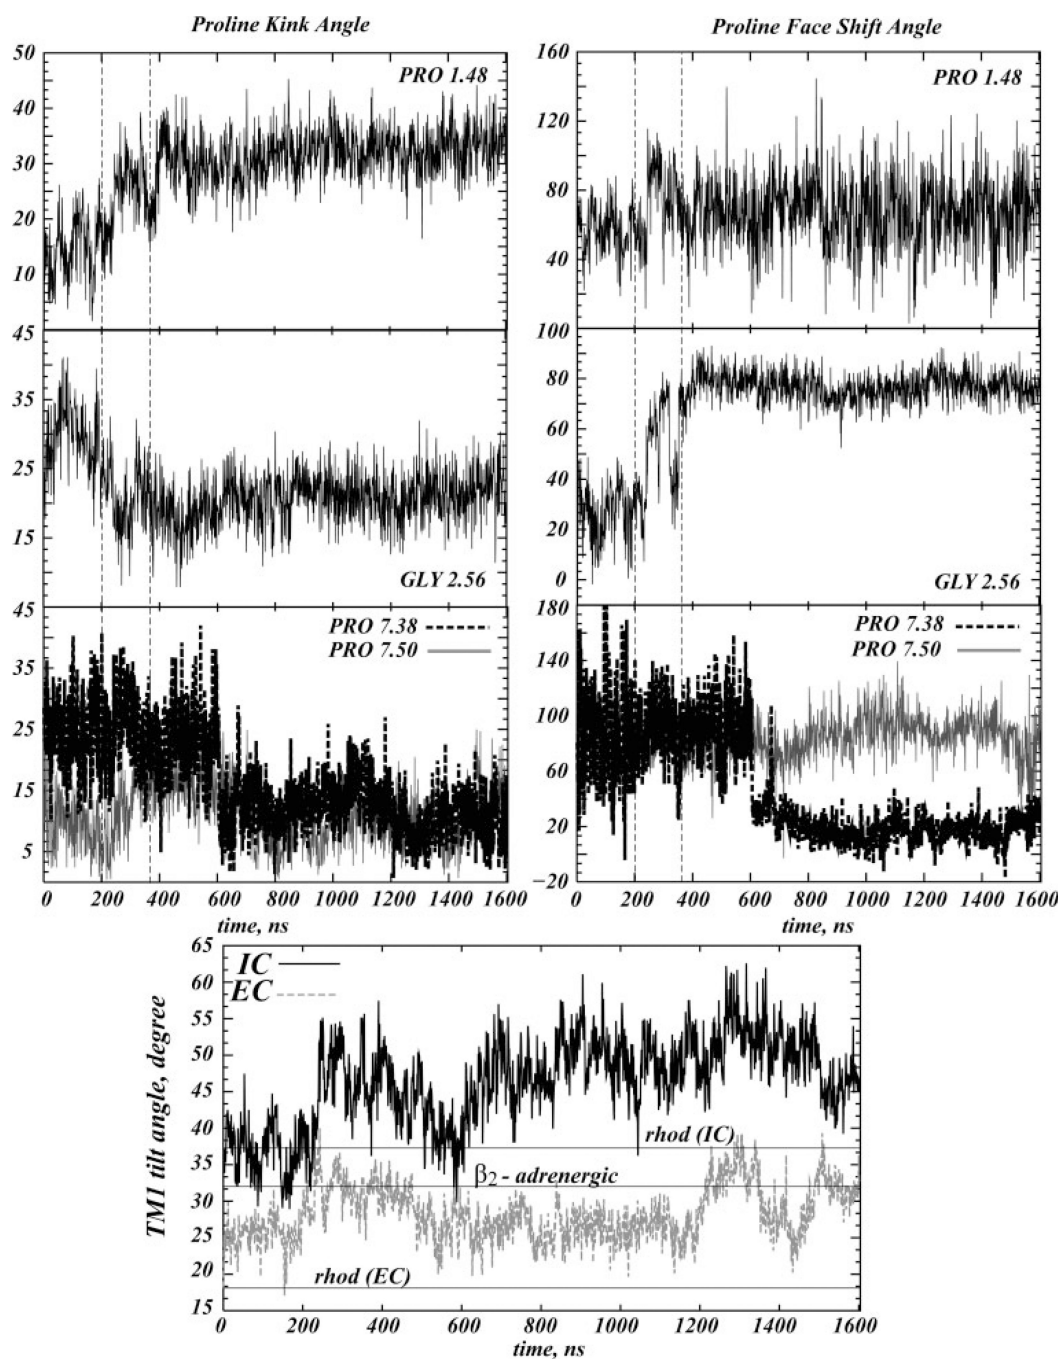 Proline Kink Angle
Proline Face Shift Angle
50
40
30
20
10
PRO 1.48
160
120
80
40
PRO 1.48
45
35
25
15
GLY 2.56
100
80
60
40
20
0
GLY 2.56
45
35
25
15
5
PRO 7.38
PRO 7.50
180
140
100
60
20
−20
PRO 7.38
PRO 7.50
0 200 400 600 800 1000 1200 1400 1600
time, ns
0 200 400 600 800 1000 1200 1400 1600
time, ns
TM1 tilt angle, degree
65
60
55
50
45
40
35
30
25
20
15
IC
EC
rhod (IC)
β2 - adrenergic
rhod (EC)
0 200 400 600 800 1000 1200 1400 1600
time, ns